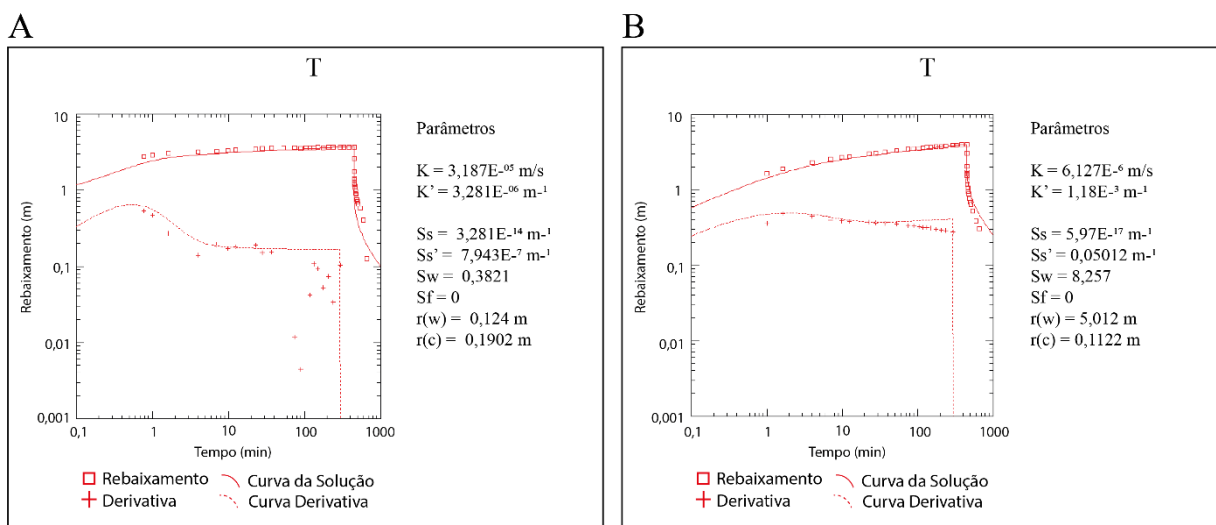 A
T
10
1
0,1
0,01
0,001
Rebaixamento (m)
0,1
1
10
100
1000
Tempo (min)
Parâmetros
K = 3,187E⁻⁰⁵ m/s
K' = 3,281E⁻⁰⁶ m⁻¹
Ss = 3,281E⁻¹⁴ m⁻¹
Ss' = 7,943E⁻⁷ m⁻¹
Sw = 0,3821
Sf = 0
r(w) = 0,124 m
r(c) = 0,1902 m
Rebaixamento
Curva da Solução
Derivativa
Curva Derivativa
B
T
10
1
0,1
0,01
0,001
Rebaixamento (m)
0,1
1
10
100
1000
Tempo (min)
Parâmetros
K = 6,127E⁻⁶ m/s
K' = 1,18E⁻³ m⁻¹
Ss = 5,97E⁻¹⁷ m⁻¹
Ss' = 0,05012 m⁻¹
Sw = 8,257
Sf = 0
r(w) = 5,012 m
r(c) = 0,1122 m
Rebaixamento
Curva da Solução
Derivativa
Curva Derivativa